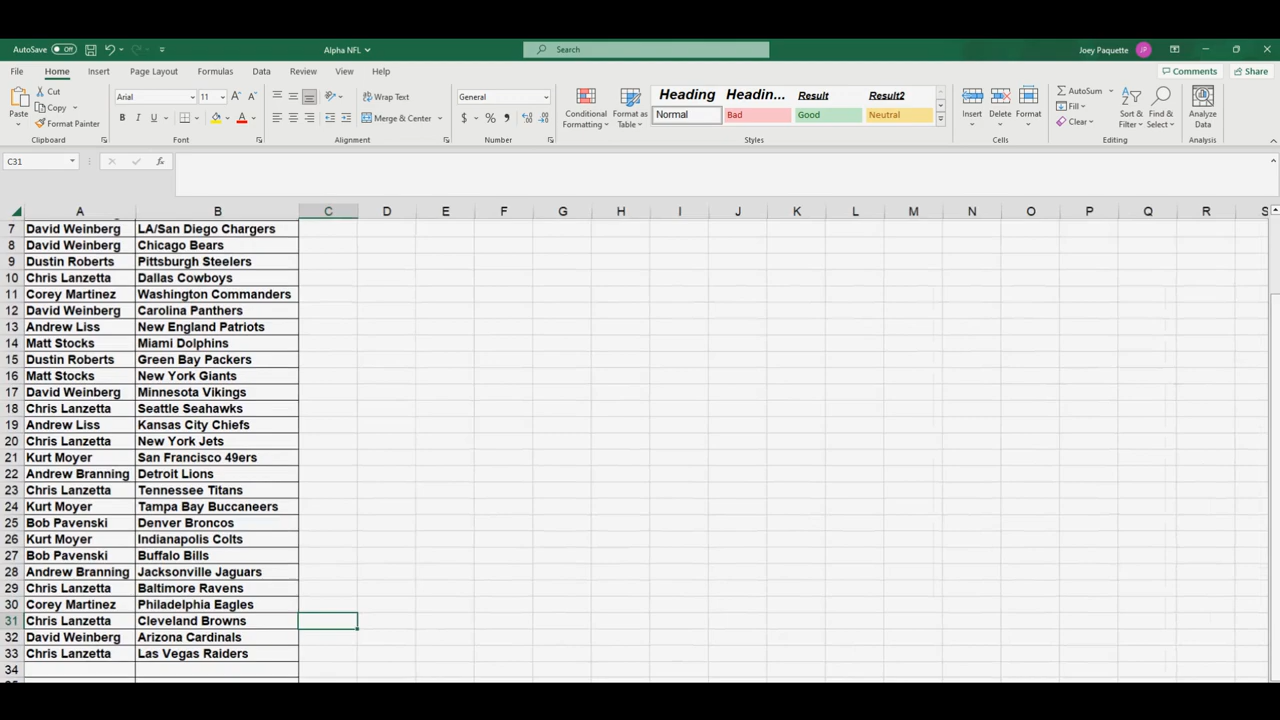 AutoSave Off Alpha NFL Search Joey Paquette JP
File Home Insert Page Layout Formulas Data Review View Help Comments Share
Paste Cut Copy Format Painter
Arial 11 A A B I U A
Wrap Text Merge & Center
General $ % ,
Conditional Formatting Format as Table
Heading Headin... Result Result2
Normal Bad Good Neutral
Insert Delete Format
AutoSum Fill Clear Sort & Filter Find & Select Analyze Data
Clipboard Font Alignment Number Styles Cells Editing Analysis
C31 fx
A B C D E F G H I J K L M N O P Q R S
7 David Weinberg LA/San Diego Chargers
8 David Weinberg Chicago Bears
9 Dustin Roberts Pittsburgh Steelers
10 Chris Lanzetta Dallas Cowboys
11 Corey Martinez Washington Commanders
12 David Weinberg Carolina Panthers
13 Andrew Liss New England Patriots
14 Matt Stocks Miami Dolphins
15 Dustin Roberts Green Bay Packers
16 Matt Stocks New York Giants
17 David Weinberg Minnesota Vikings
18 Chris Lanzetta Seattle Seahawks
19 Andrew Liss Kansas City Chiefs
20 Chris Lanzetta New York Jets
21 Kurt Moyer San Francisco 49ers
22 Andrew Branning Detroit Lions
23 Chris Lanzetta Tennessee Titans
24 Kurt Moyer Tampa Bay Buccaneers
25 Bob Pavenski Denver Broncos
26 Kurt Moyer Indianapolis Colts
27 Bob Pavenski Buffalo Bills
28 Andrew Branning Jacksonville Jaguars
29 Chris Lanzetta Baltimore Ravens
30 Corey Martinez Philadelphia Eagles
31 Chris Lanzetta Cleveland Browns
32 David Weinberg Arizona Cardinals
33 Chris Lanzetta Las Vegas Raiders
34